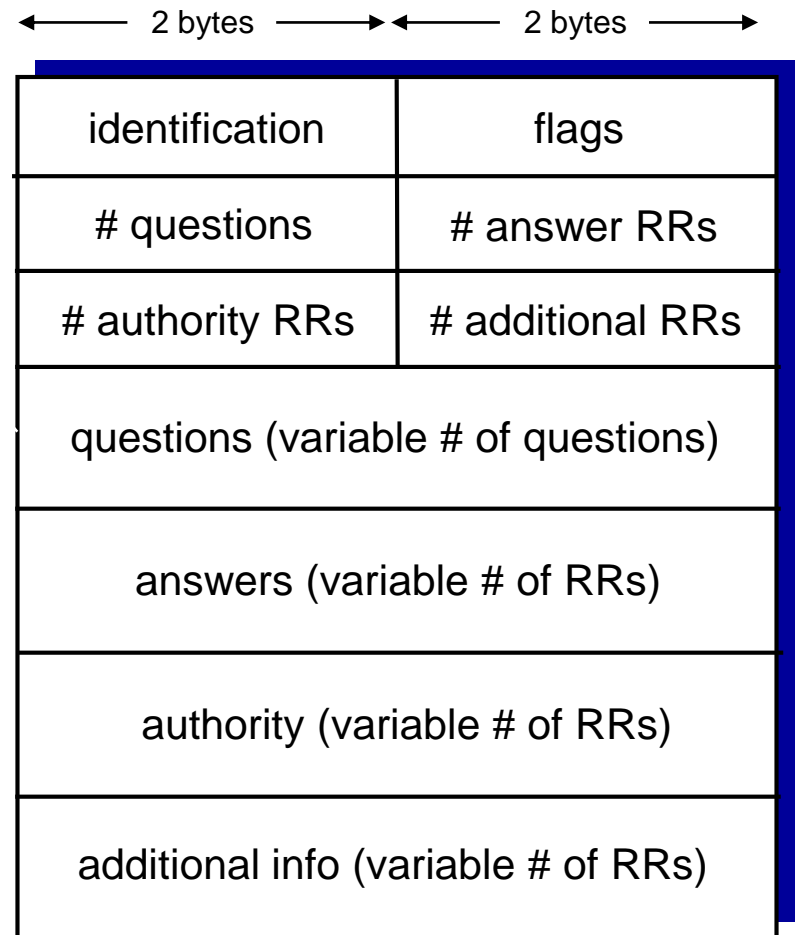 2 bytes 2 bytes
identification flags
# questions # answer RRs
# authority RRs # additional RRs
questions (variable # of questions)
answers (variable # of RRs)
authority (variable # of RRs)
additional info (variable # of RRs)